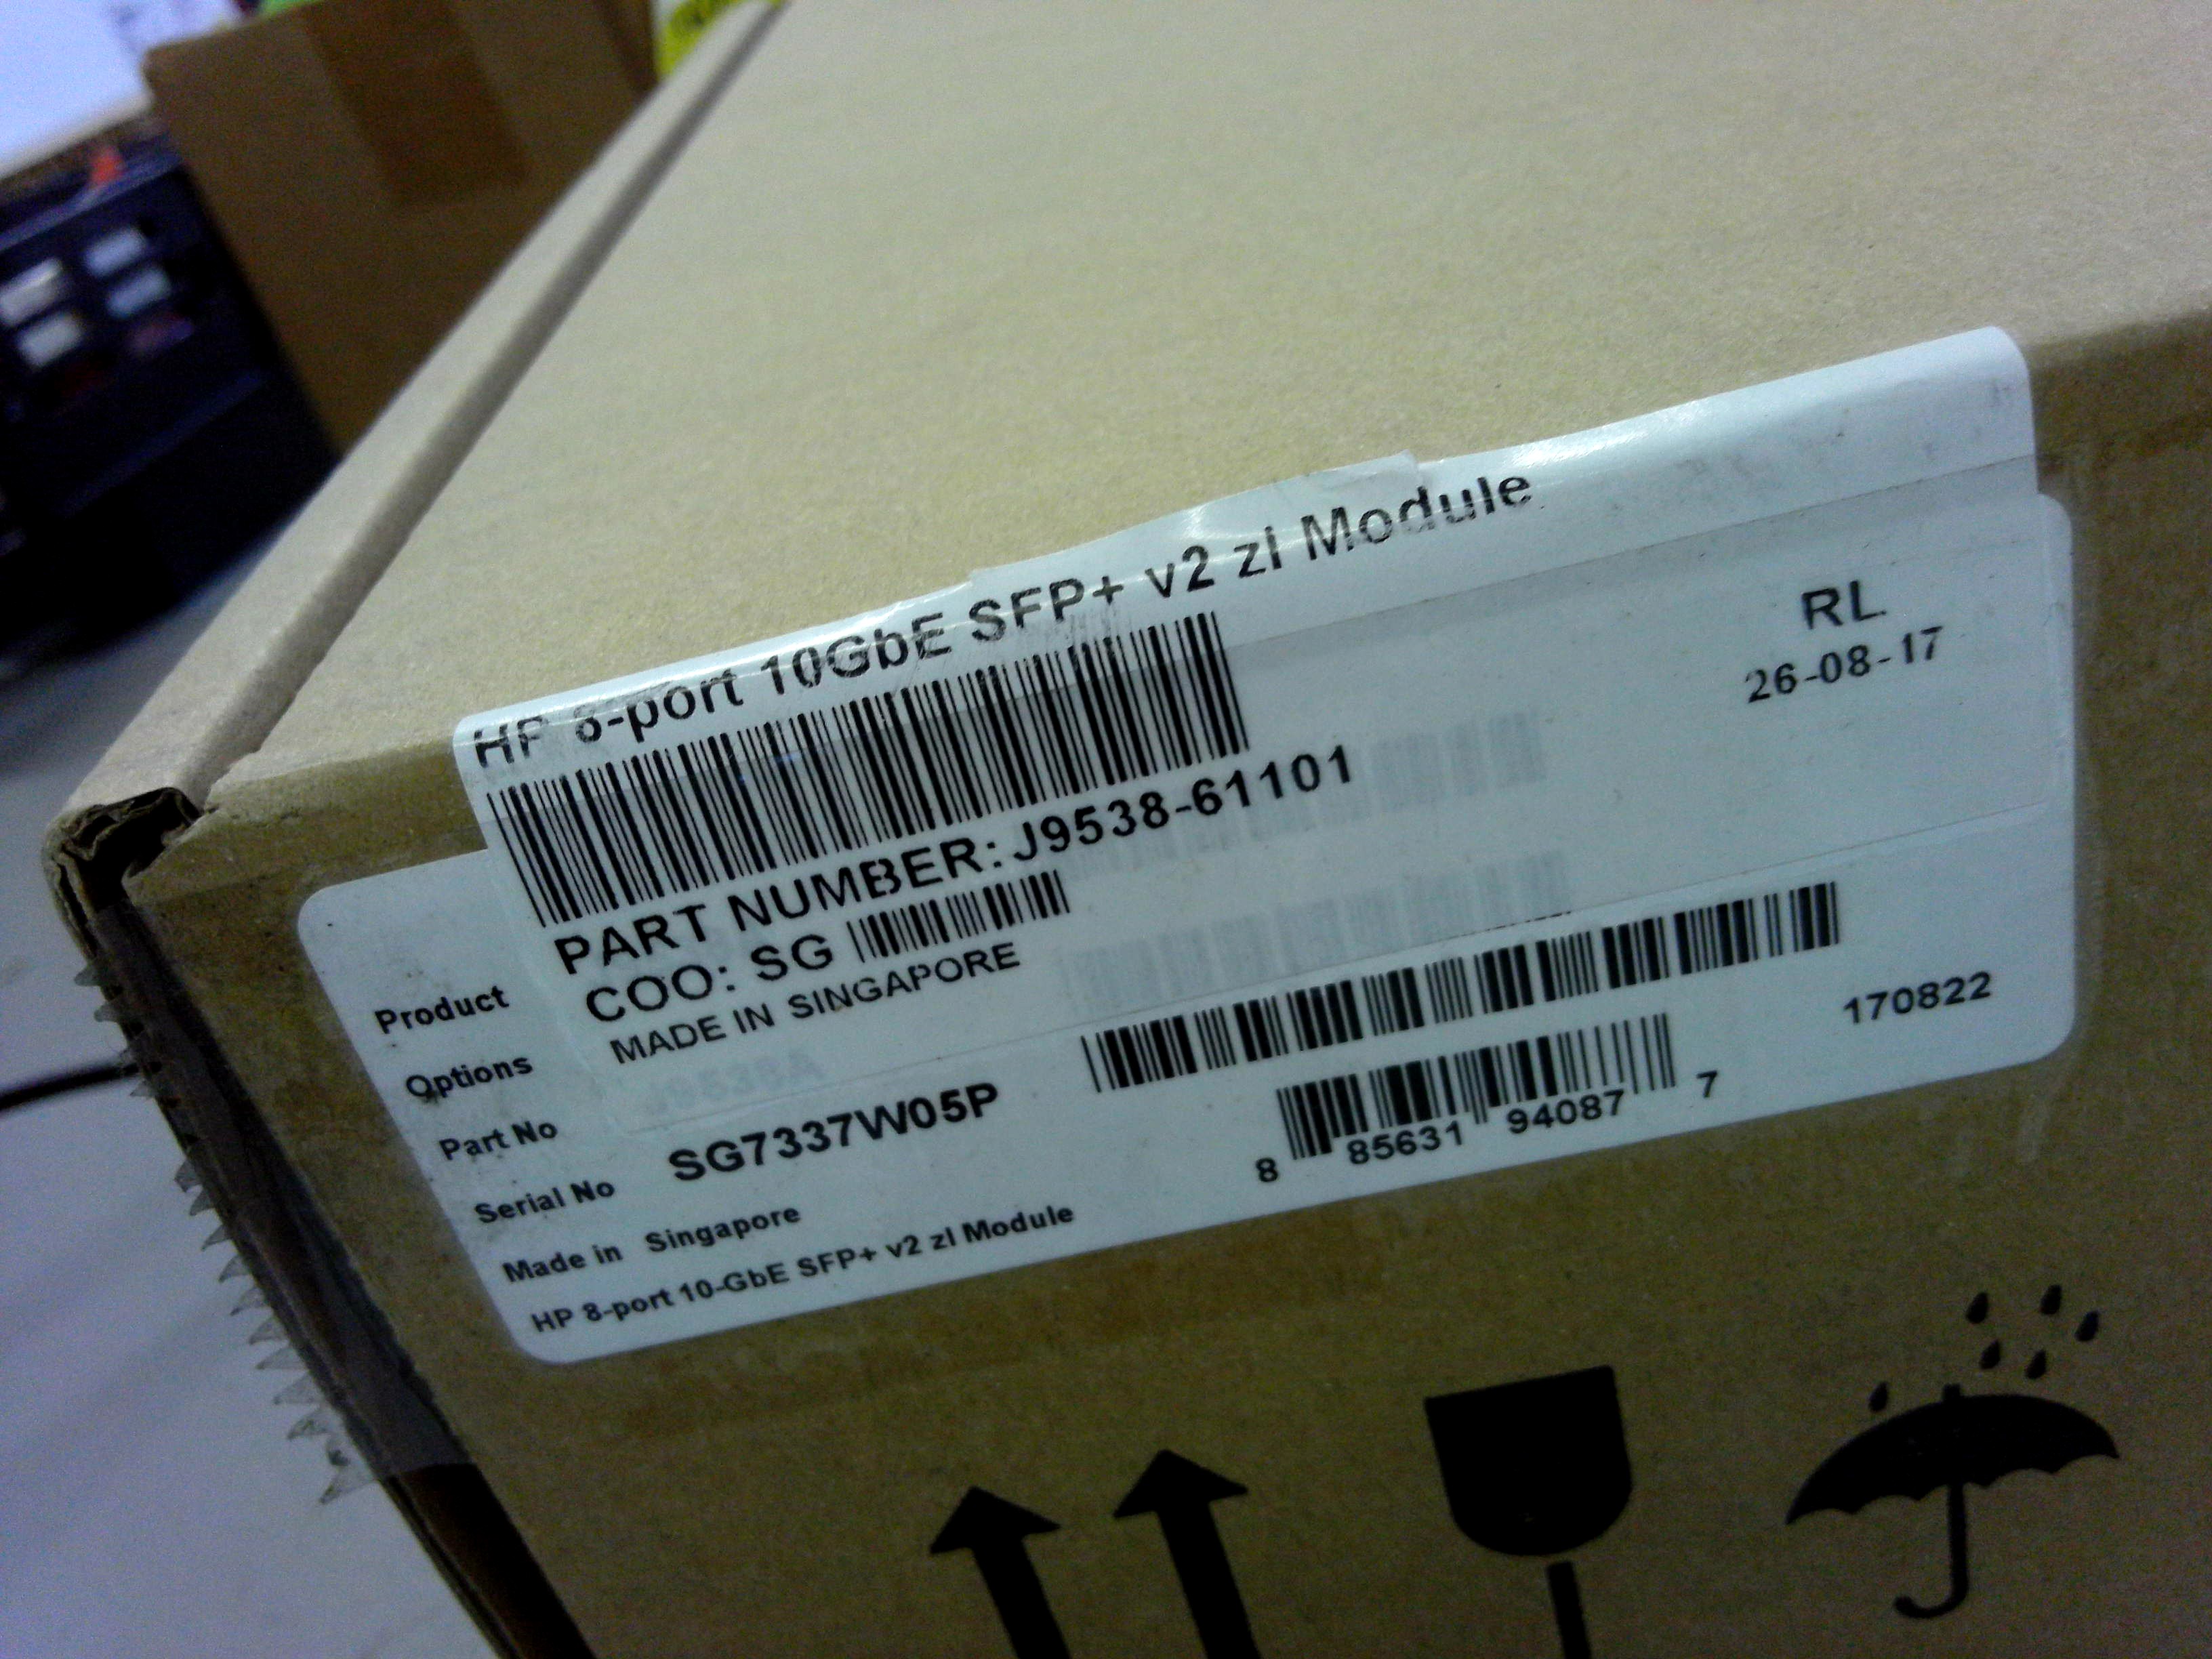 HP 8-port 10GbE SFP+ v2 zl Module
RL
26-08-17
PART NUMBER: J9538-61101
COO: SG
MADE IN SINGAPORE
Product
Options
Part No
J9538A
Serial No SG7337W05P
170822
8 85631 94087 7
Made in Singapore
HP 8-port 10-GbE SFP+ v2 zl Module